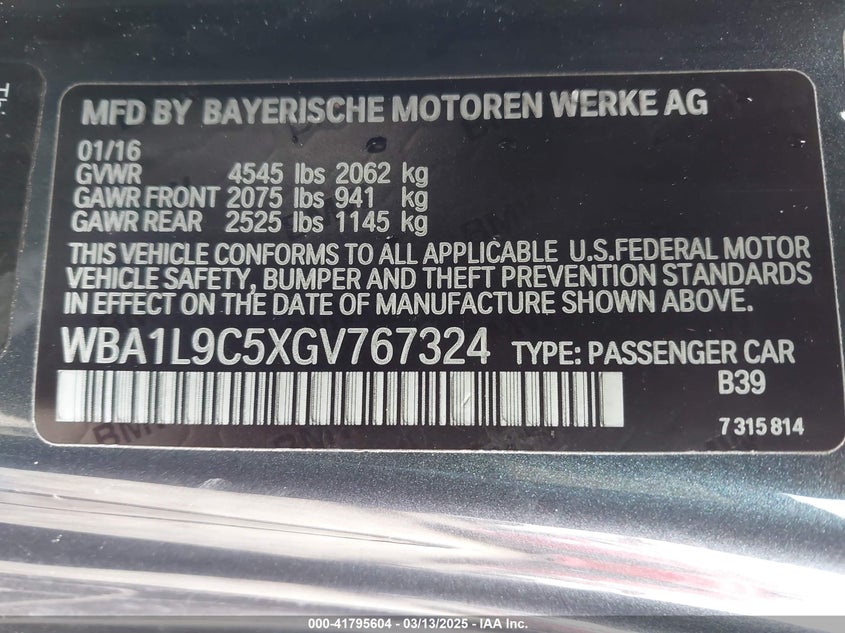 MFD BY BAYERISCHE MOTOREN WERKE AG
01/16
GVWR 4545 lbs 2062 kg
GAWR FRONT 2075 lbs 941 kg
GAWR REAR 2525 lbs 1145 kg
THIS VEHICLE CONFORMS TO ALL APPLICABLE U.S.FEDERAL MOTOR
VEHICLE SAFETY, BUMPER AND THEFT PREVENTION STANDARDS
IN EFFECT ON THE DATE OF MANUFACTURE SHOWN ABOVE.
WBA1L9C5XGV767324 TYPE: PASSENGER CAR
B39
7 315 814
000-41795604 - 03/13/2025 - IAA Inc.